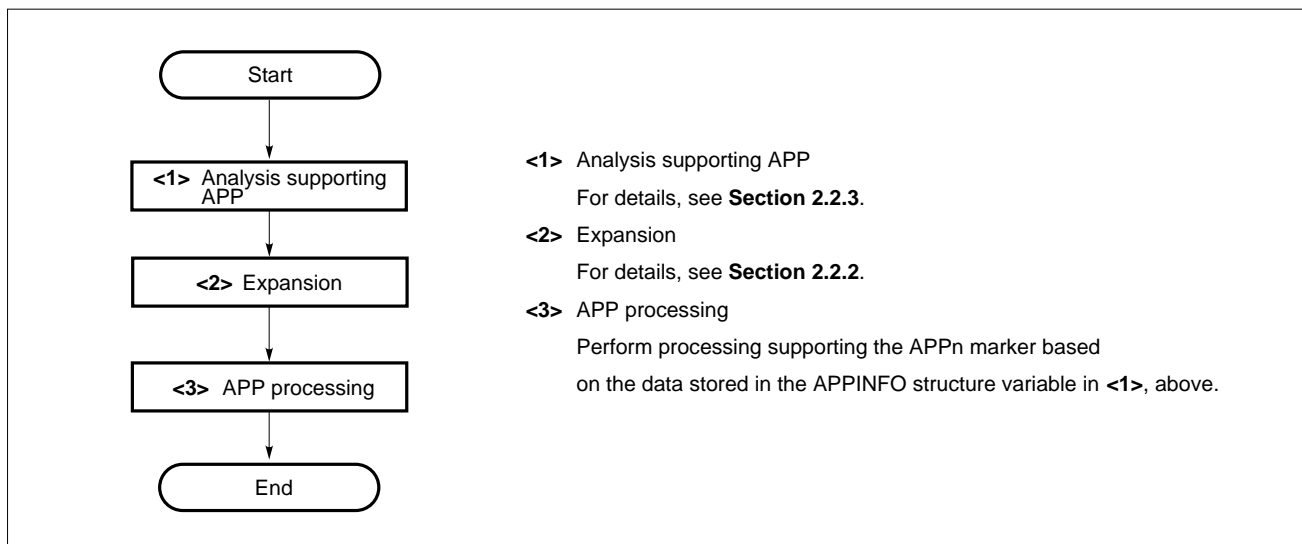 Start
<1> Analysis supporting
APP
<2> Expansion
<3> APP processing
End
<1> Analysis supporting APP
For details, see Section 2.2.3.
<2> Expansion
For details, see Section 2.2.2.
<3> APP processing
Perform processing supporting the APPn marker based
on the data stored in the APPINFO structure variable in <1>, above.